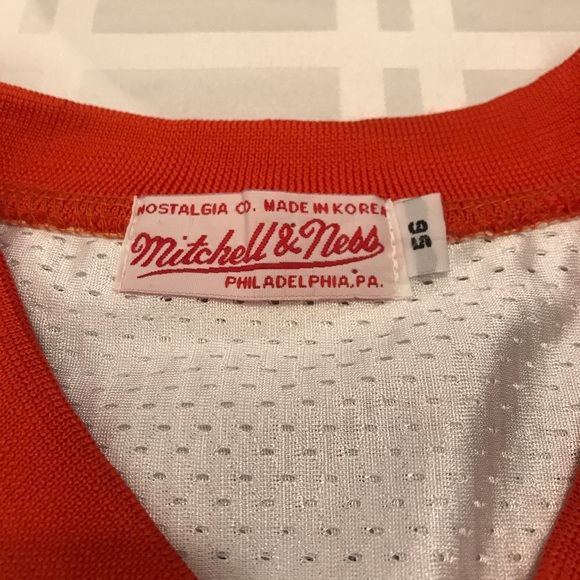 NOSTALGIA CO. MADE IN KOREA
Mitchell & Ness
PHILADELPHIA, PA.
56